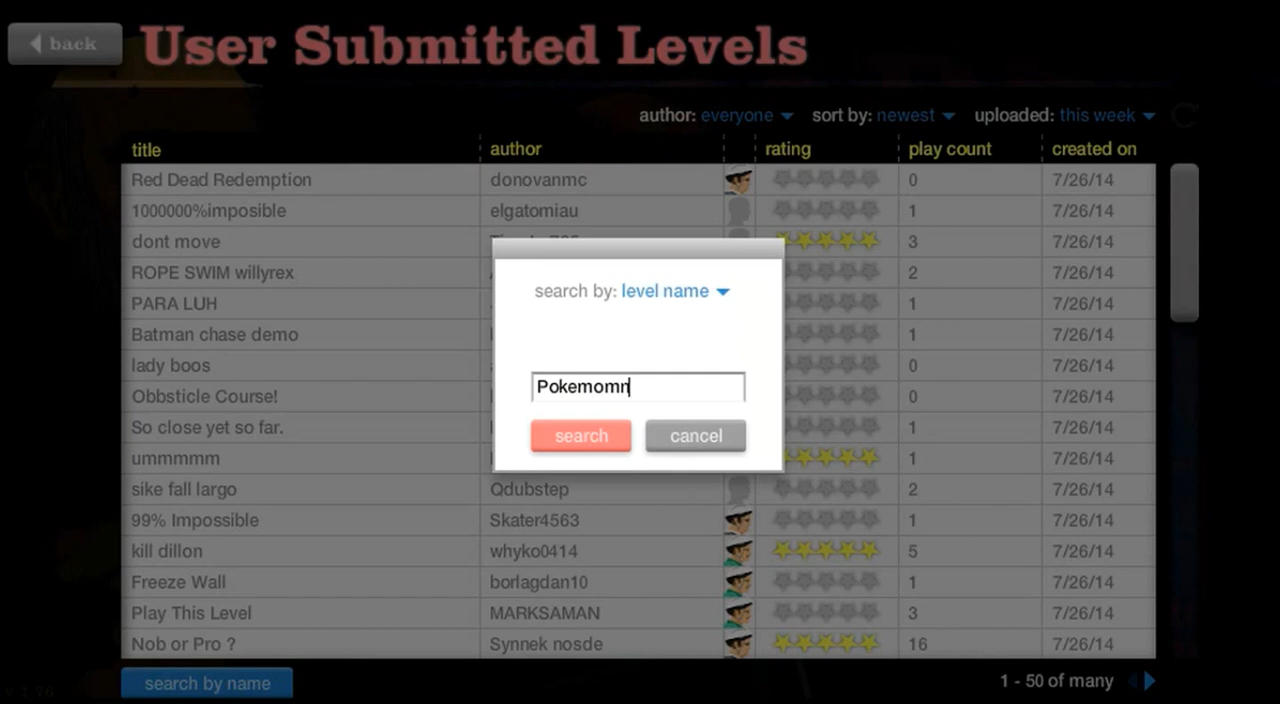 back
User Submitted Levels
author: everyone sort by: newest uploaded: this week
title author rating play count created on
Red Dead Redemption donovanmc 0 7/26/14
1000000%imposible elgatomiau 1 7/26/14
dont move 3 7/26/14
ROPE SWIM willyrex 2 7/26/14
PARA LUH 1 7/26/14
Batman chase demo 1 7/26/14
lady boos 0 7/26/14
Obbsticle Course! 0 7/26/14
So close yet so far. 1 7/26/14
ummmmm 1 7/26/14
sike fall largo Qdubstep 2 7/26/14
99% Impossible Skater4563 1 7/26/14
kill dillon whyko0414 5 7/26/14
Freeze Wall borlagdan10 1 7/26/14
Play This Level MARKSAMAN 3 7/26/14
Nob or Pro ? Synnek nosde 16 7/26/14
search by: level name
Pokemomn
search cancel
search by name
1 - 50 of many
v 1.76